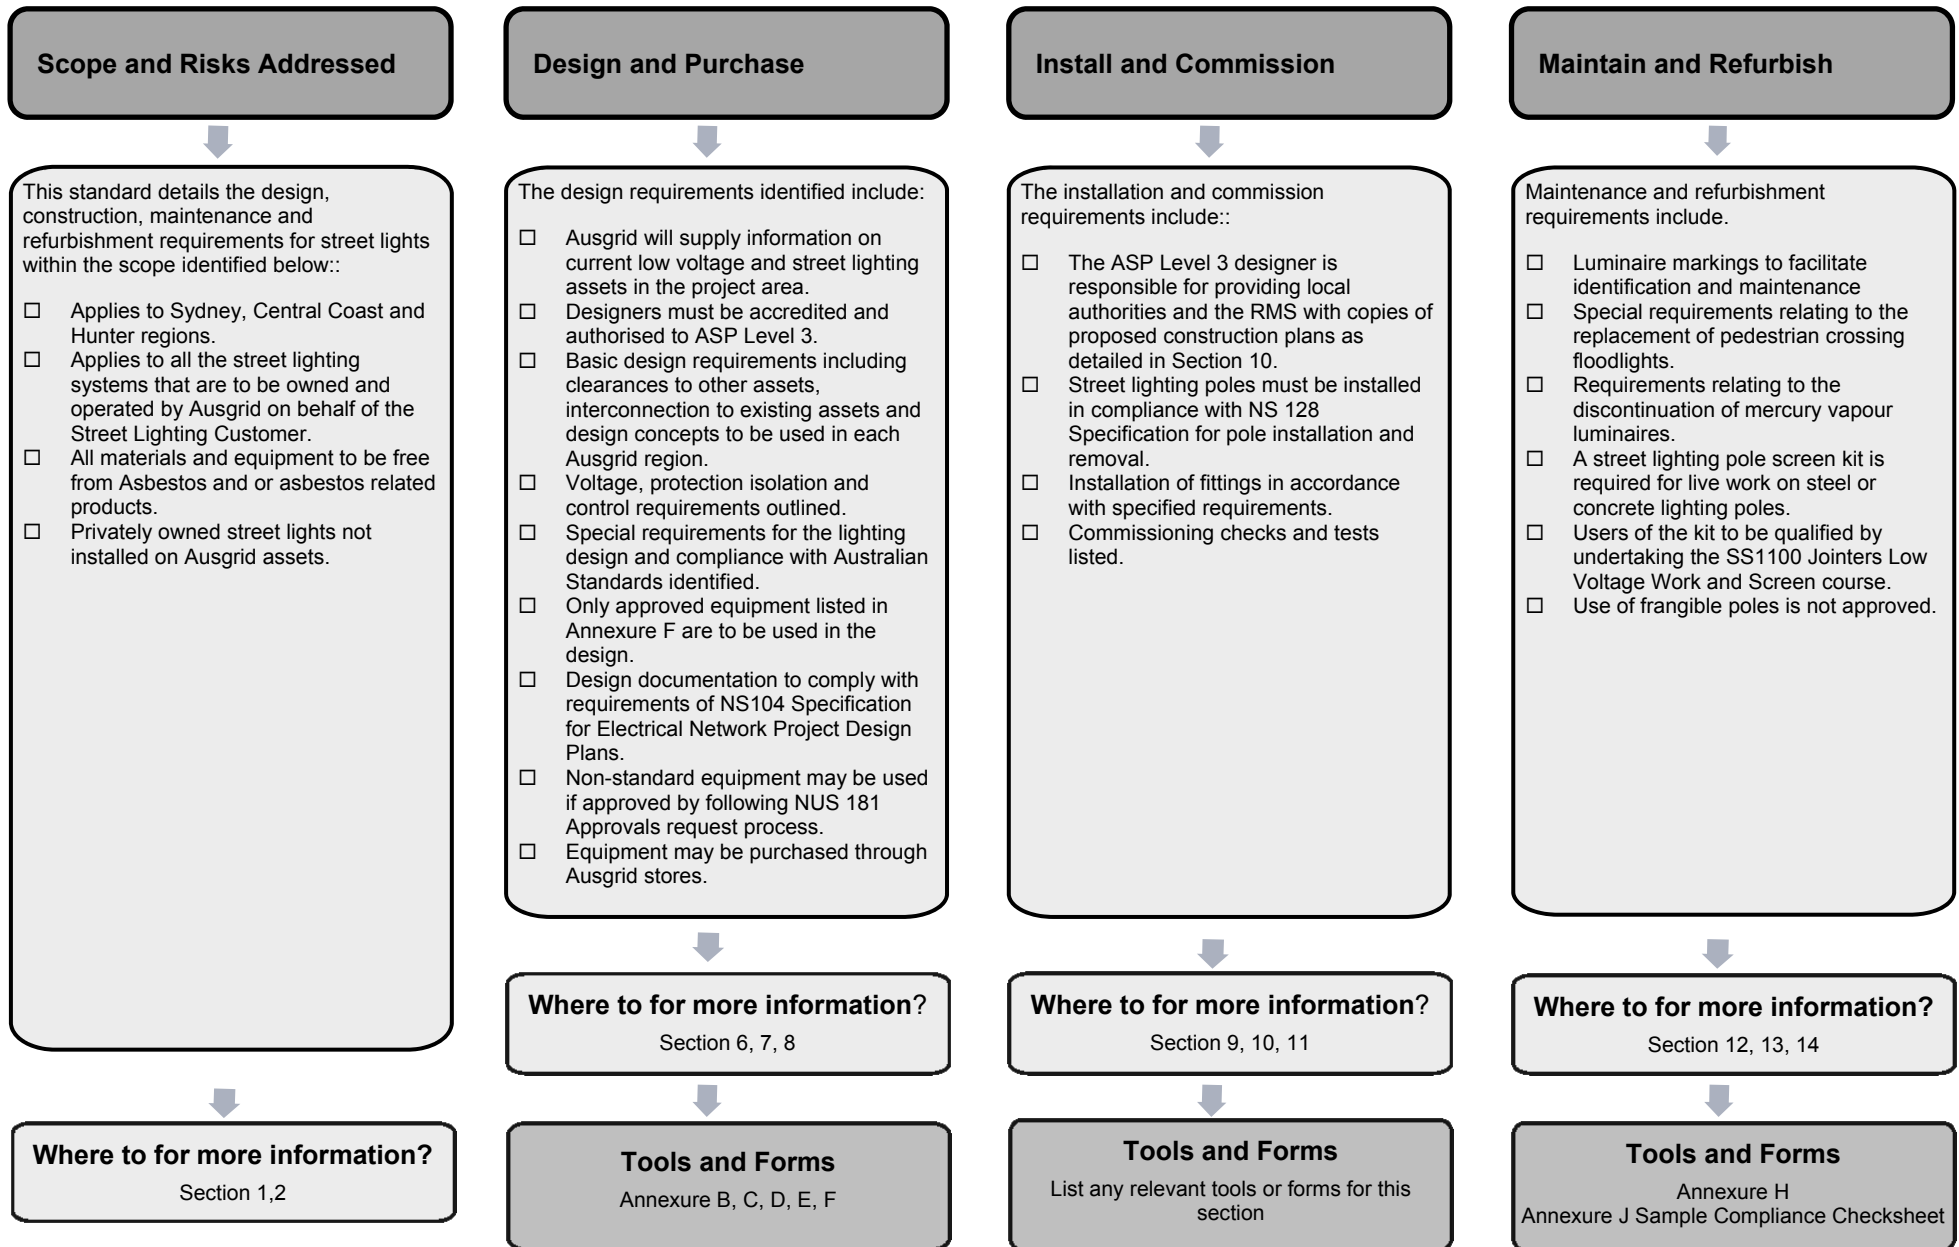 Scope and Risks Addressed
This standard details the design,
construction, maintenance and
refurbishment requirements for street lights
within the scope identified below::
☐ Applies to Sydney, Central Coast and
Hunter regions.
☐ Applies to all the street lighting
systems that are to be owned and
operated by Ausgrid on behalf of the
Street Lighting Customer.
☐ All materials and equipment to be free
from Asbestos and or asbestos related
products.
☐ Privately owned street lights not
installed on Ausgrid assets.
Where to for more information?
Section 1,2
Design and Purchase
The design requirements identified include:
☐ Ausgrid will supply information on
current low voltage and street lighting
assets in the project area.
☐ Designers must be accredited and
authorised to ASP Level 3.
☐ Basic design requirements including
clearances to other assets,
interconnection to existing assets and
design concepts to be used in each
Ausgrid region.
☐ Voltage, protection isolation and
control requirements outlined.
☐ Special requirements for the lighting
design and compliance with Australian
Standards identified.
☐ Only approved equipment listed in
Annexure F are to be used in the
design.
☐ Design documentation to comply with
requirements of NS104 Specification
for Electrical Network Project Design
Plans.
☐ Non-standard equipment may be used
if approved by following NUS 181
Approvals request process.
☐ Equipment may be purchased through
Ausgrid stores.
Where to for more information?
Section 6, 7, 8
Tools and Forms
Annexure B, C, D, E, F
Install and Commission
The installation and commission
requirements include::
☐ The ASP Level 3 designer is
responsible for providing local
authorities and the RMS with copies of
proposed construction plans as
detailed in Section 10.
☐ Street lighting poles must be installed
in compliance with NS 128
Specification for pole installation and
removal.
☐ Installation of fittings in accordance
with specified requirements.
☐ Commissioning checks and tests
listed.
Where to for more information?
Section 9, 10, 11
Tools and Forms
List any relevant tools or forms for this
section
Maintain and Refurbish
Maintenance and refurbishment
requirements include.
☐ Luminaire markings to facilitate
identification and maintenance
☐ Special requirements relating to the
replacement of pedestrian crossing
floodlights.
☐ Requirements relating to the
discontinuation of mercury vapour
luminaires.
☐ A street lighting pole screen kit is
required for live work on steel or
concrete lighting poles.
☐ Users of the kit to be qualified by
undertaking the SS1100 Jointers Low
Voltage Work and Screen course.
☐ Use of frangible poles is not approved.
Where to for more information?
Section 12, 13, 14
Tools and Forms
Annexure H
Annexure J Sample Compliance Checksheet